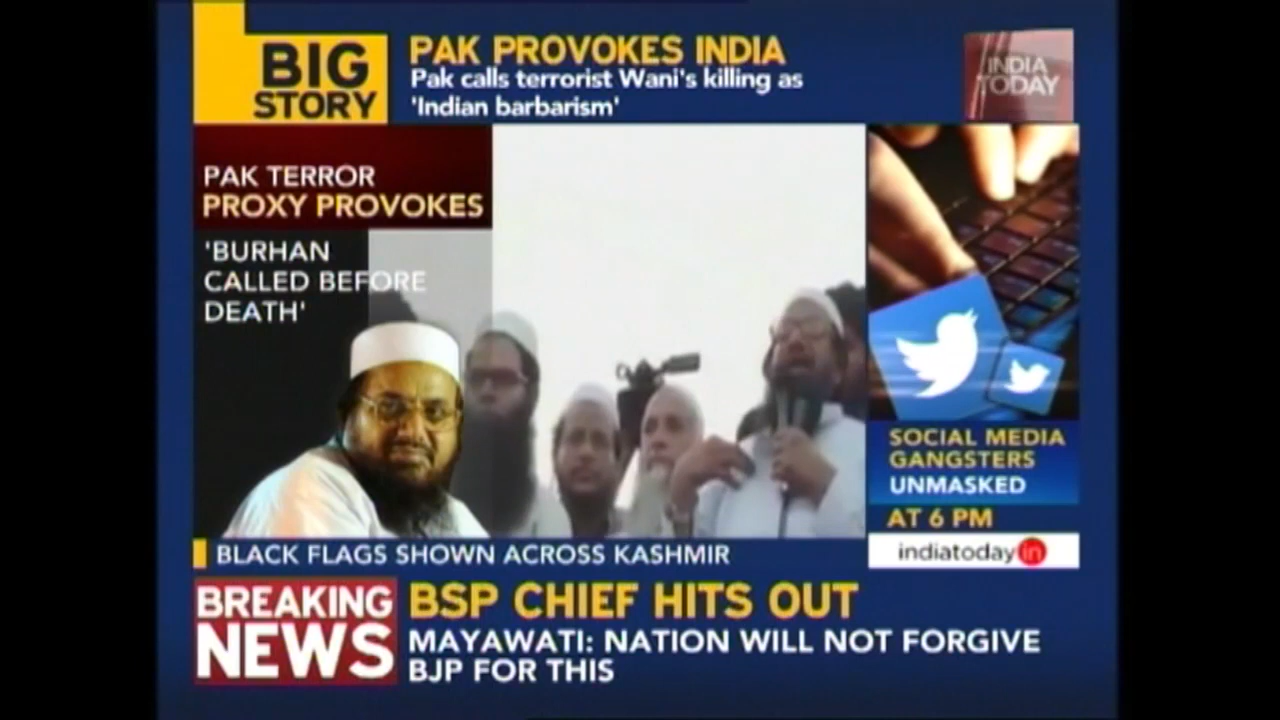 BIG
STORY
PAK PROVOKES INDIA
Pak calls terrorist Wani's killing as
'Indian barbarism'
INDIA
TODAY
PAK TERROR
PROXY PROVOKES
'BURHAN
CALLED BEFORE
DEATH'
SOCIAL MEDIA
GANGSTERS
UNMASKED
AT 6 PM
indiatoday in
BLACK FLAGS SHOWN ACROSS KASHMIR
BREAKING
NEWS
BSP CHIEF HITS OUT
MAYAWATI: NATION WILL NOT FORGIVE
BJP FOR THIS